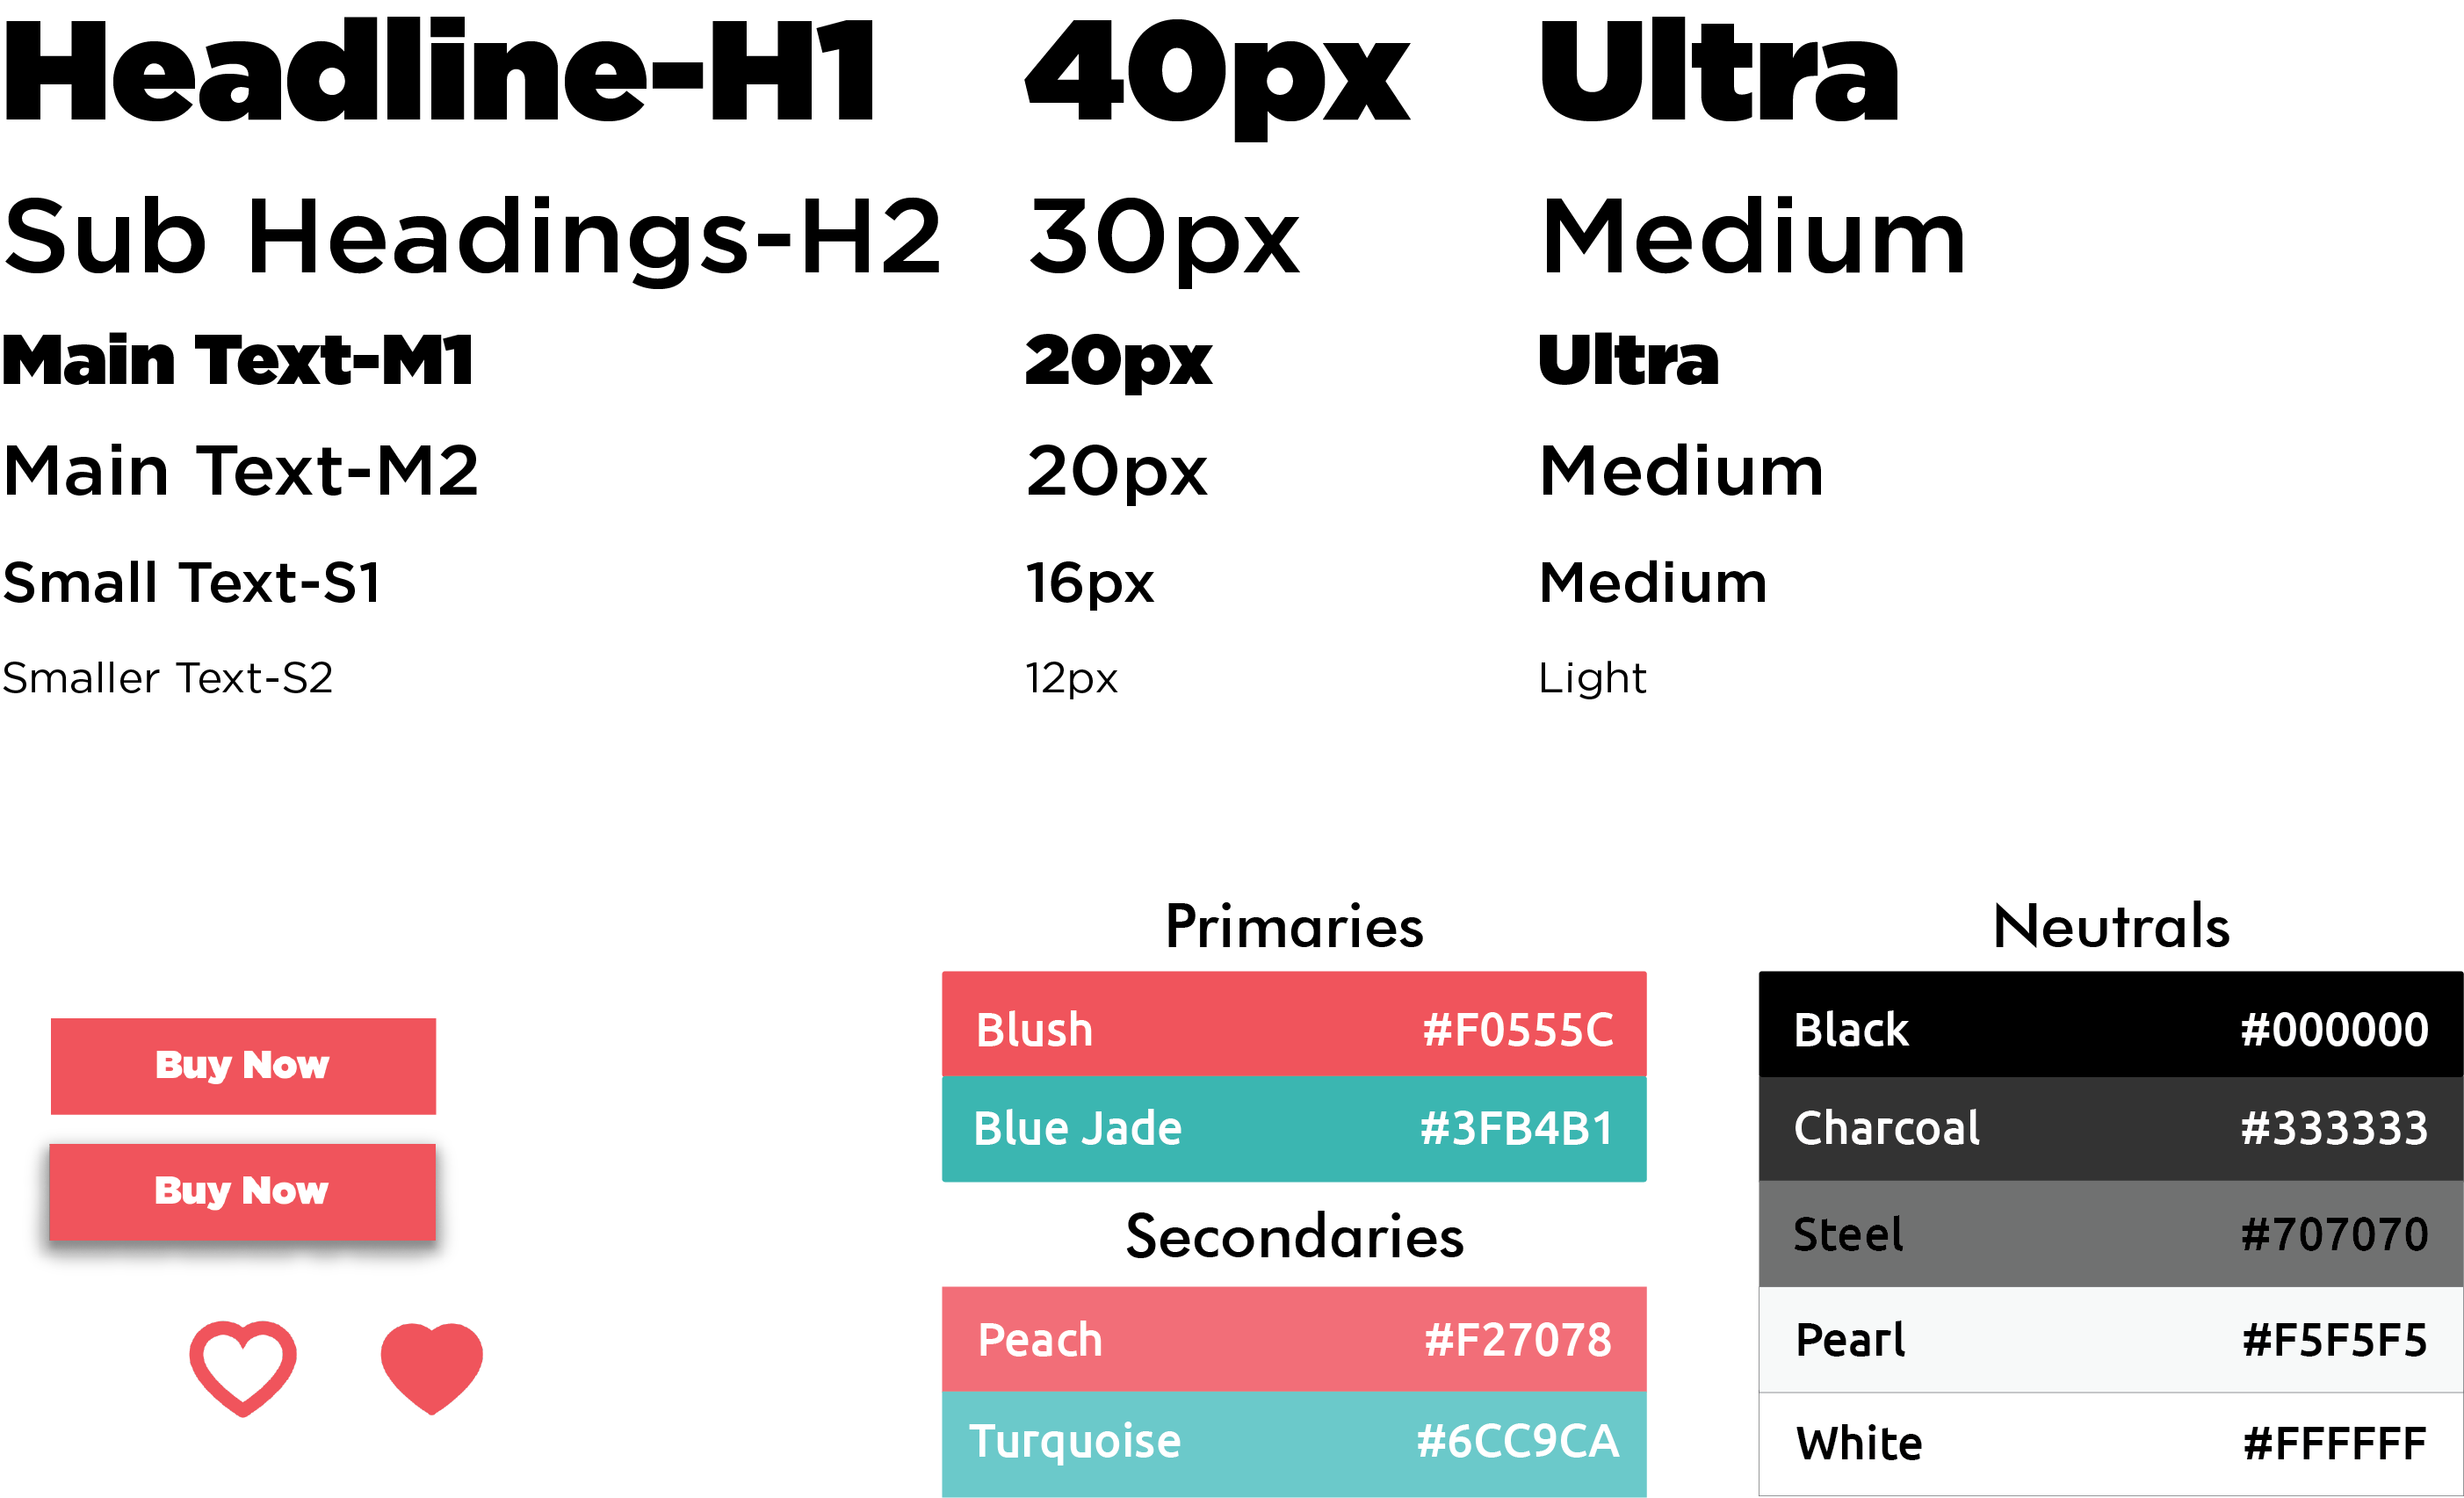 Headline-H1 40px Ultra
Sub Headings-H2 30px Medium
Main Text-M1 20px Ultra
Main Text-M2 20px Medium
Small Text-S1 16px Medium
Smaller Text-S2 12px Light
Buy Now
Buy Now
Primaries
Blush #F0555C
Blue Jade #3FB4B1
Secondaries
Peach #F27078
Turquoise #6CC9CA
Neutrals
Black #000000
Charcoal #333333
Steel #707070
Pearl #F5F5F5
White #FFFFFF